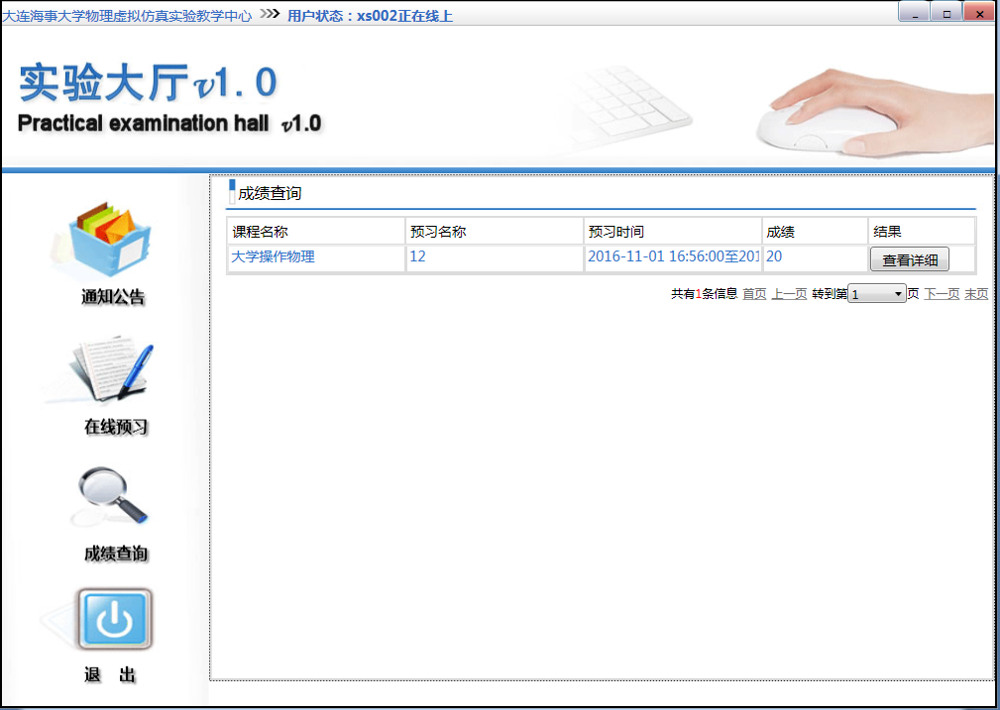 大连海事大学物理虚拟仿真实验教学中心 >>> 用户状态：xs002正在线上
实验大厅v1.0
Practical examination hall v1.0
成绩查询
课程名称 预习名称 预习时间 成绩 结果
大学操作物理 12 2016-11-01 16:56:00至201 20 查看详细
共有1条信息 首页 上一页 转到第1页 下一页 末页
通知公告
在线预习
成绩查询
退 出